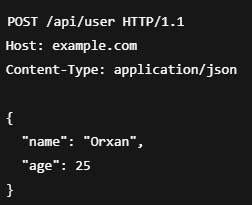 POST /api/user HTTP/1.1
Host: example.com
Content-Type: application/json

{
  "name": "Orxan",
  "age": 25
}